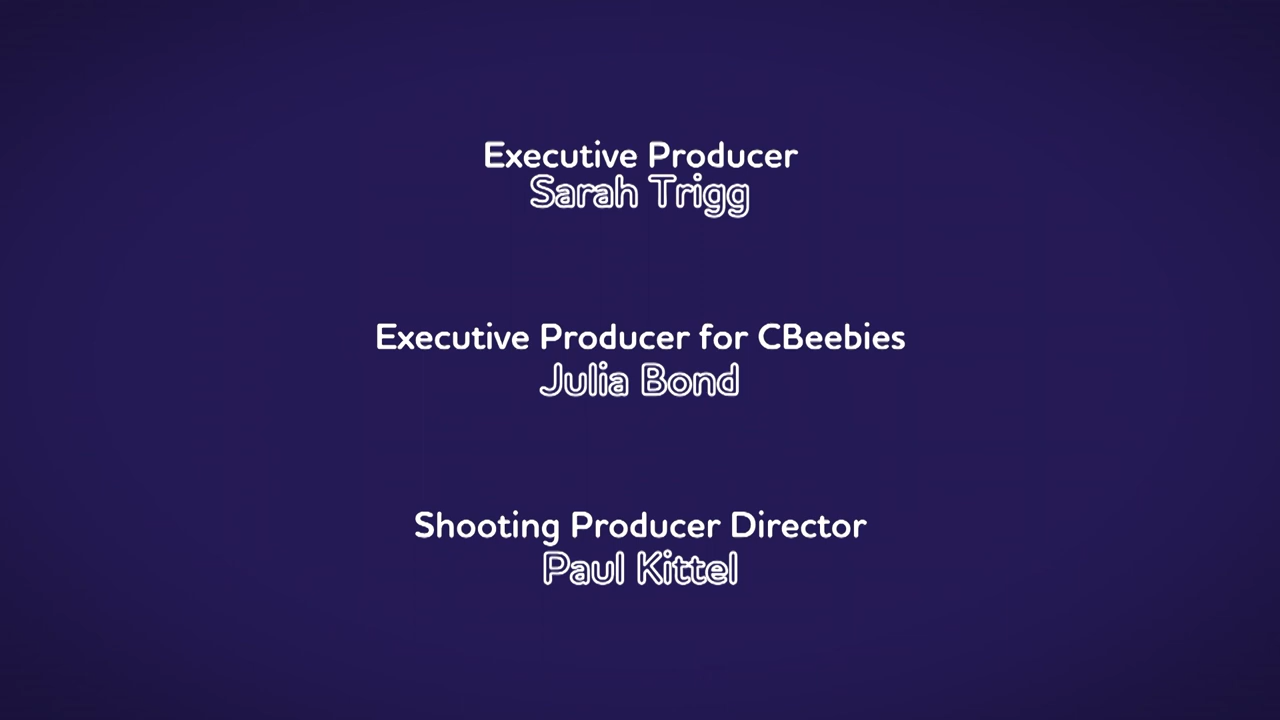 Executive Producer
Sarah Trigg
Executive Producer for CBeebies
Julia Bond
Shooting Producer Director
Paul Kittel